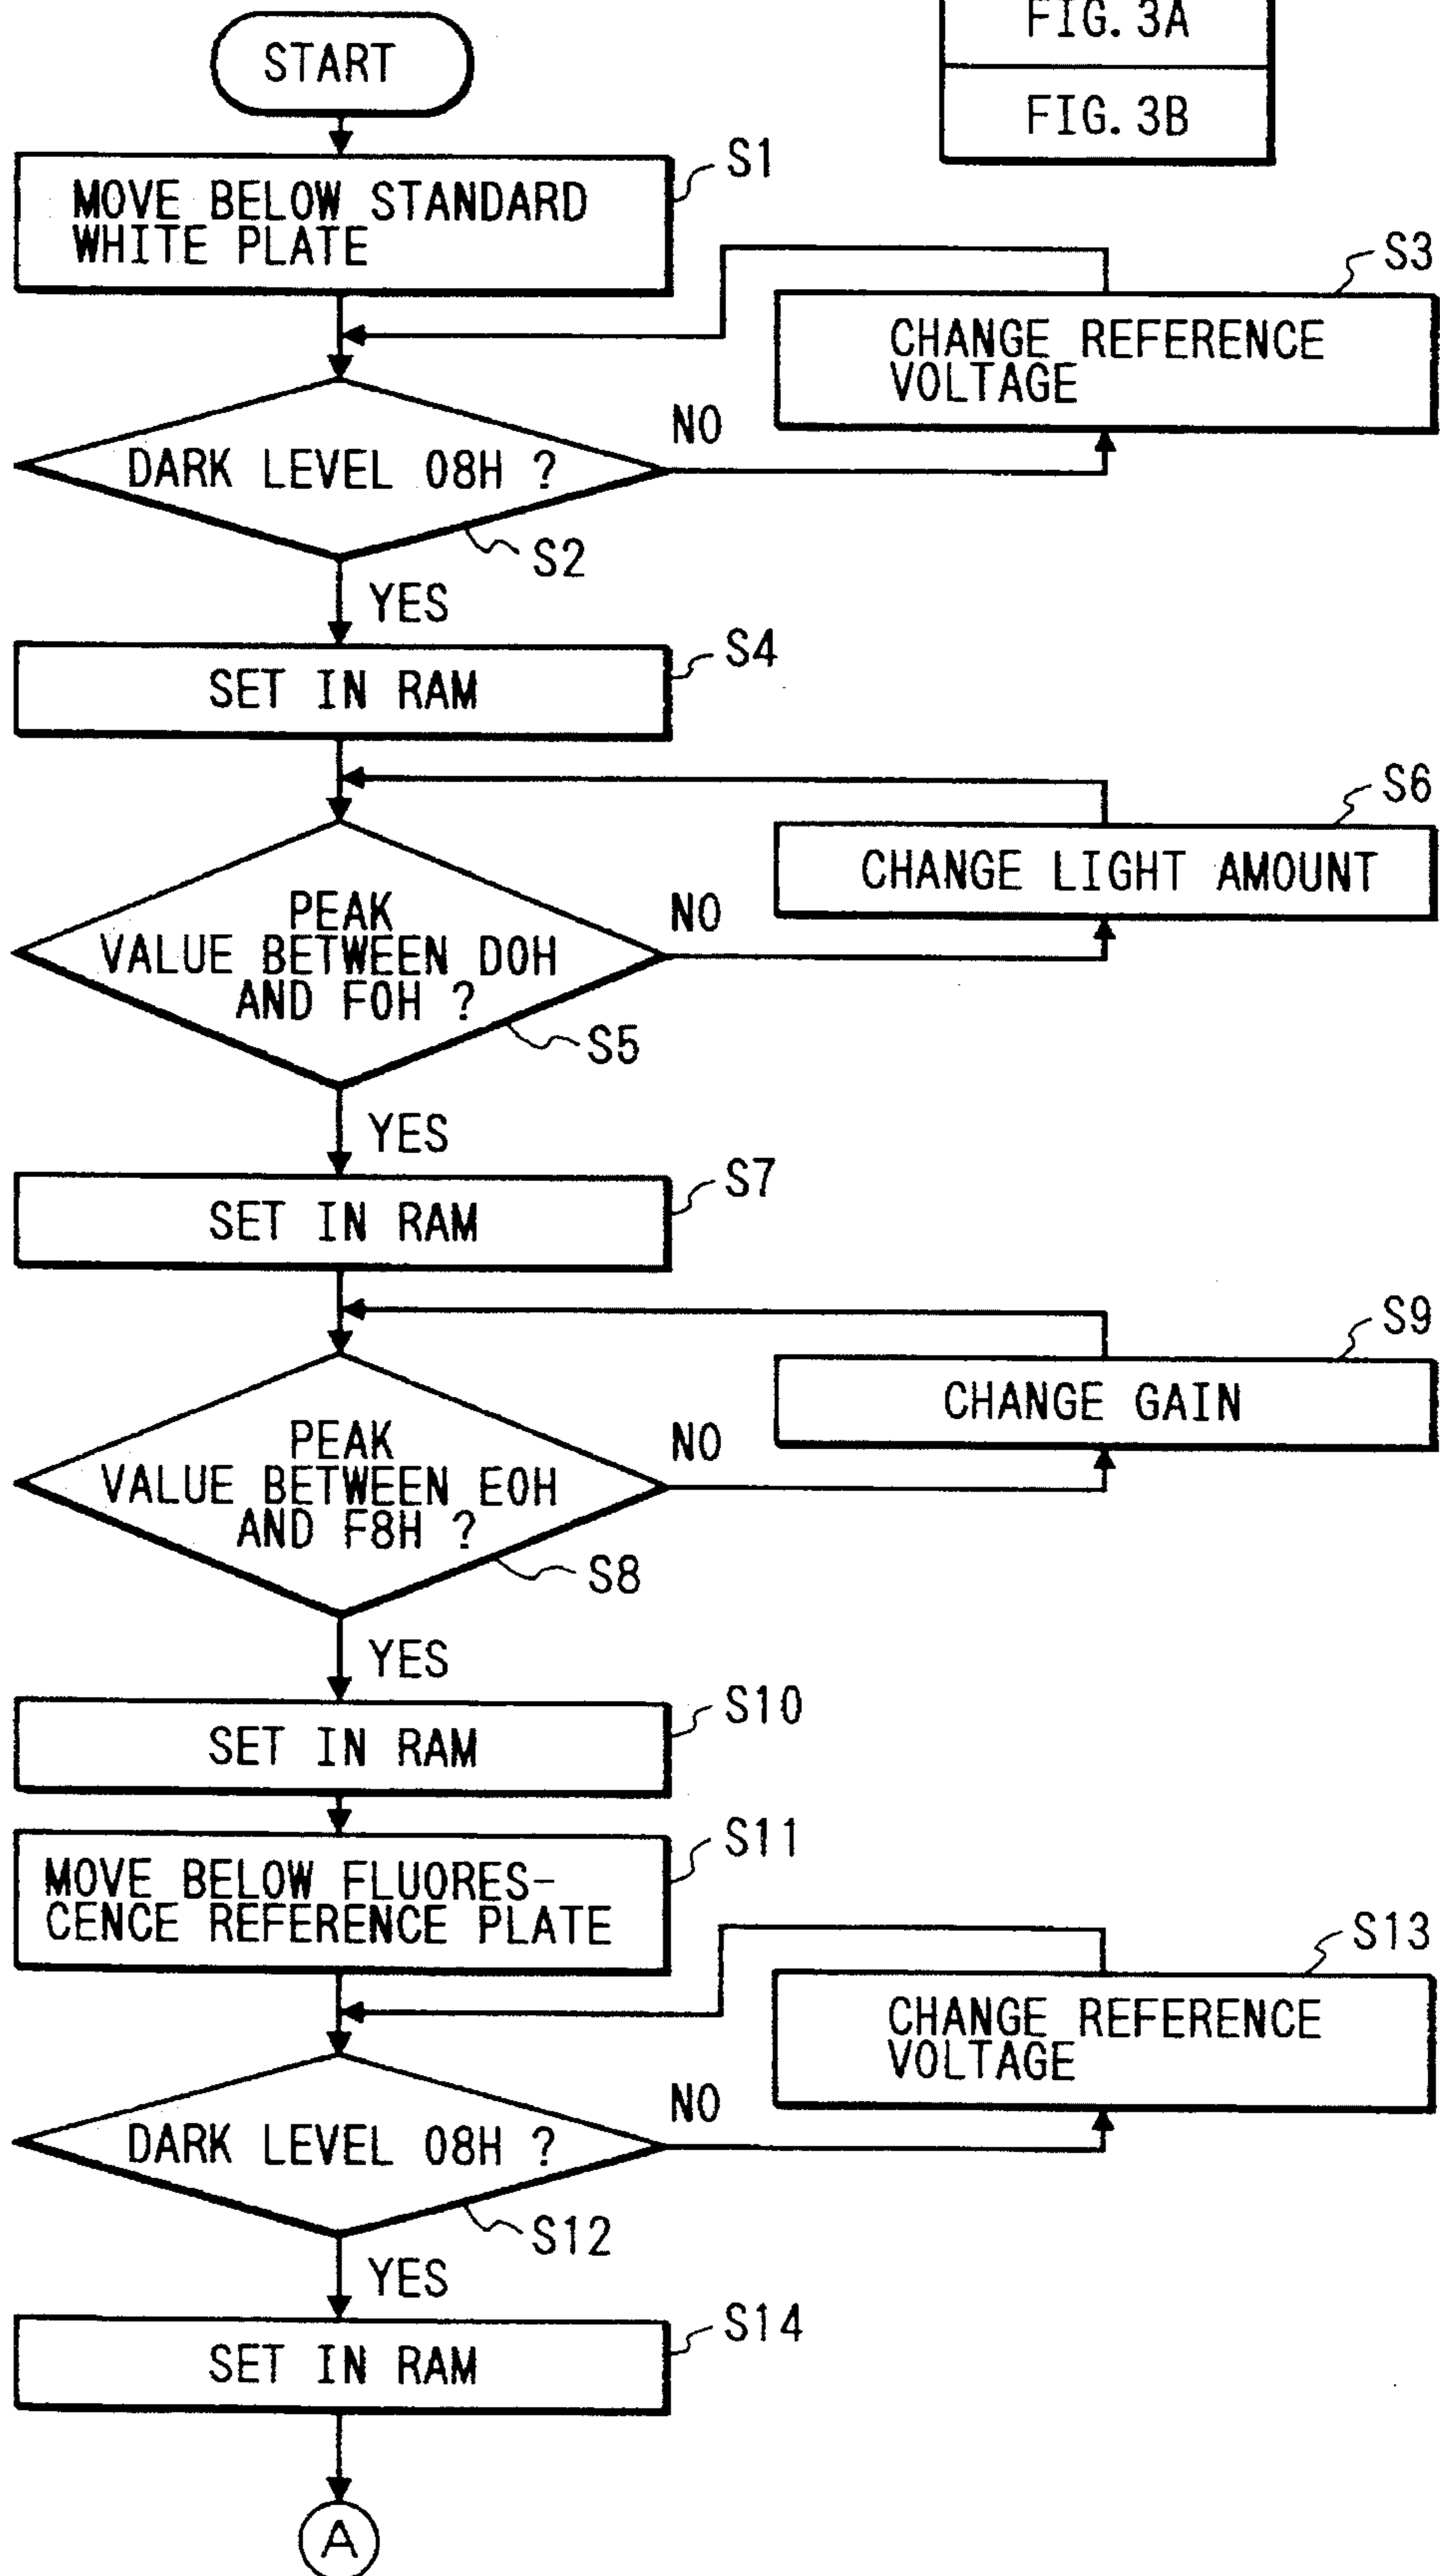 FIG. 3A
FIG. 3B
START
S1
MOVE BELOW STANDARD
WHITE PLATE
S3
CHANGE REFERENCE
VOLTAGE
NO
DARK LEVEL 08H ?
S2
YES
S4
SET IN RAM
S6
CHANGE LIGHT AMOUNT
PEAK
VALUE BETWEEN D0H
AND F0H ?
NO
S5
YES
S7
SET IN RAM
S9
CHANGE GAIN
PEAK
VALUE BETWEEN E0H
AND F8H ?
NO
S8
YES
S10
SET IN RAM
S11
MOVE BELOW FLUORES-
CENCE REFERENCE PLATE
S13
CHANGE REFERENCE
VOLTAGE
NO
DARK LEVEL 08H ?
S12
YES
S14
SET IN RAM
A